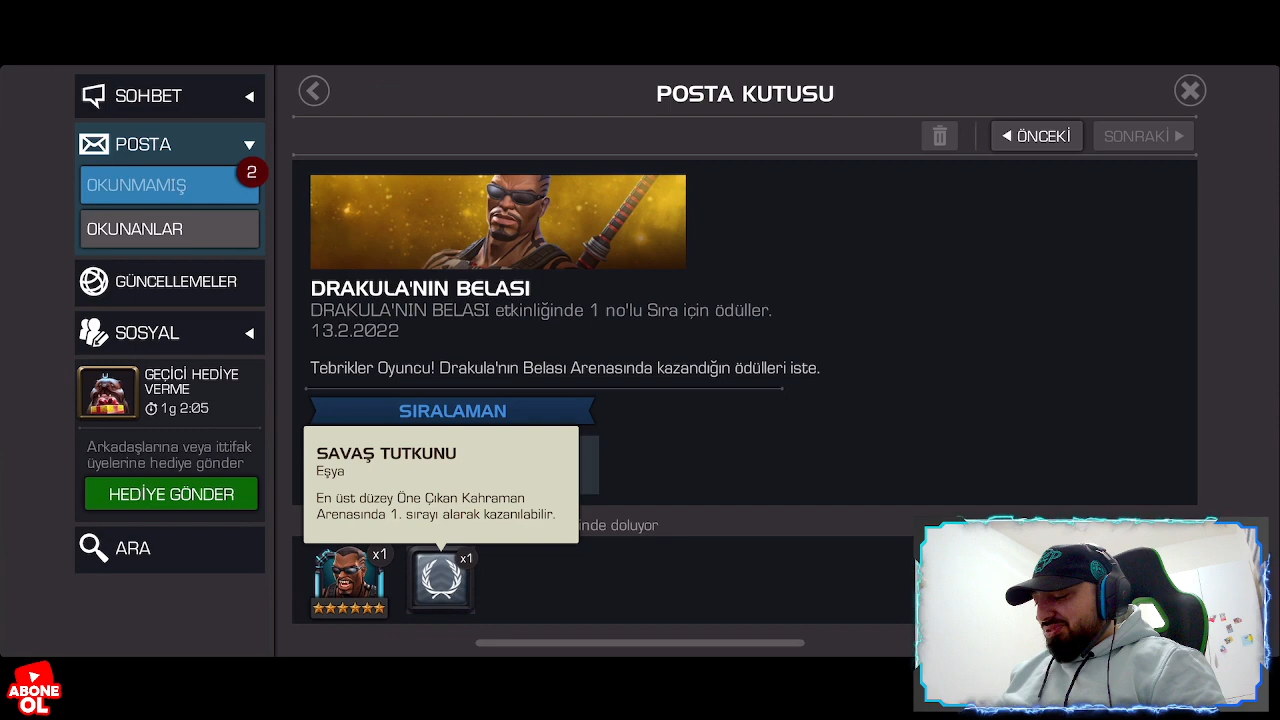 SOHBET
POSTA
2
OKUNMAMIŞ
OKUNANLAR
GÜNCELLEMELER
SOSYAL
GEÇİCİ HEDİYE
VERME
1g 2:05
Arkadaşlarına veya ittifak
üyelerine hediye gönder
HEDİYE GÖNDER
ARA
POSTA KUTUSU
ÖNCEKİ
SONRAKİ
DRAKULA'NIN BELASI
DRAKULA'NIN BELASI etkinliğinde 1 no'lu Sıra için ödüller.
13.2.2022
Tebrikler Oyuncu! Drakula'nın Belası Arenasında kazandığın ödülleri iste.
SIRALAMAN
SAVAŞ TUTKUNU
Eşya
En üst düzey Öne Çıkan Kahraman
Arenasında 1. sırayı alarak kazanılabilir.
inde doluyor
x1
x1
ABONE
OL